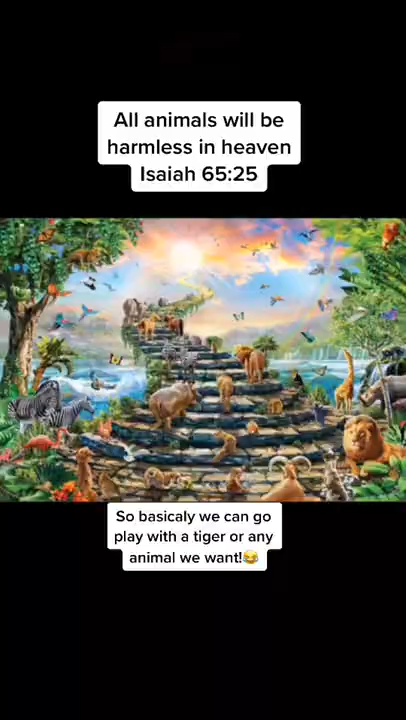 All animals will be
harmless in heaven
Isaiah 65:25
So basicaly we can go
play with a tiger or any
animal we want!😂